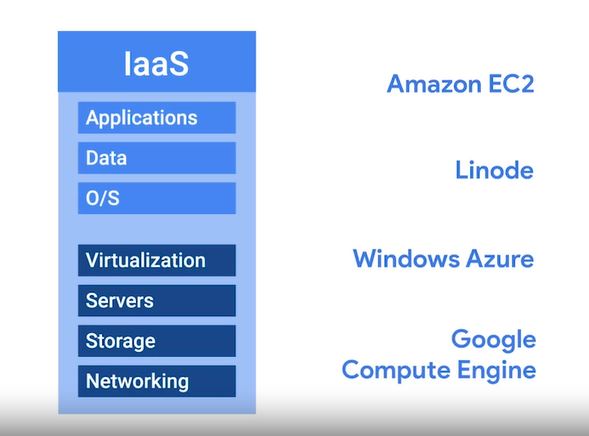 IaaS
Applications
Data
O/S
Virtualization
Servers
Storage
Networking
Amazon EC2
Linode
Windows Azure
Google
Compute Engine